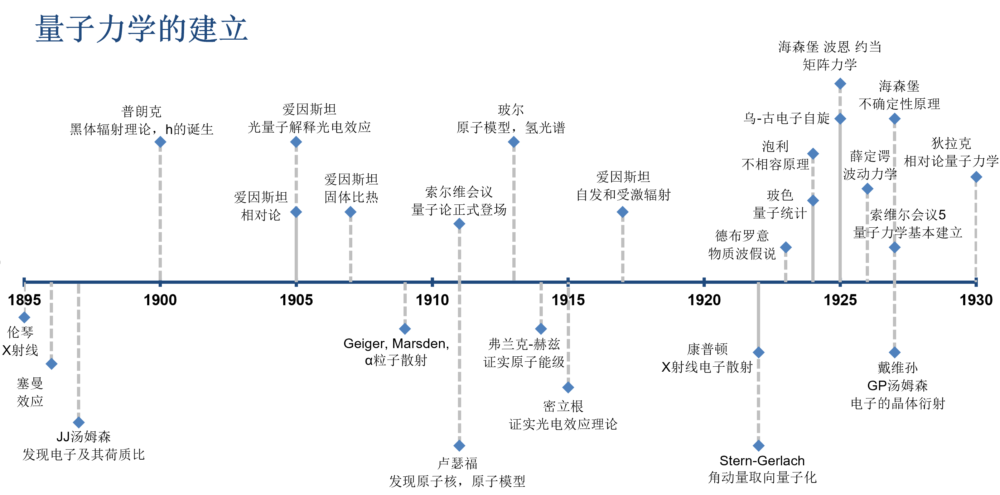 量子力学的建立
海森堡 波恩 约当
矩阵力学
海森堡
不确定性原理
普朗克
黑体辐射理论，h的诞生
爱因斯坦
光量子解释光电效应
玻尔
原子模型，氢光谱
乌-古电子自旋
泡利
不相容原理
薛定谔
波动力学
狄拉克
相对论量子力学
爱因斯坦
相对论
爱因斯坦
固体比热
索尔维会议
量子论正式登场
爱因斯坦
自发和受激辐射
玻色
量子统计
德布罗意
物质波假说
索维尔会议5
量子力学基本建立
1895
1900
1905
1910
1915
1920
1925
1930
伦琴
X射线
塞曼
效应
JJ汤姆森
发现电子及其荷质比
Geiger, Marsden,
α粒子散射
卢瑟福
发现原子核，原子模型
弗兰克-赫兹
证实原子能级
密立根
证实光电效应理论
康普顿
X射线电子散射
Stern-Gerlach
角动量取向量子化
戴维孙
GP汤姆森
电子的晶体衍射